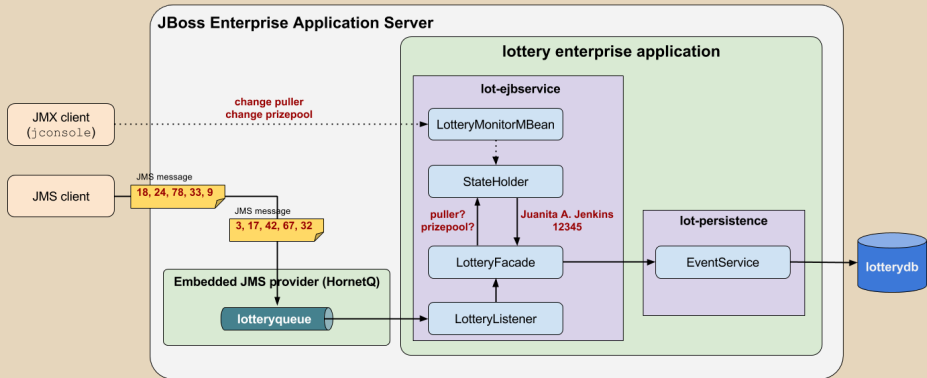 JBoss Enterprise Application Server
lottery enterprise application
lot-ejbservice
change puller
change prizepool
JMX client
(jconsole)
LotteryMonitorMBean
JMS message
18, 24, 78, 33, 9
JMS client
StateHolder
JMS message
3, 17, 42, 67, 32
puller?
prizepool?
Juanita A. Jenkins
12345
lot-persistence
LotteryFacade
EventService
lotterydb
Embedded JMS provider (HornetQ)
lotteryqueue
LotteryListener